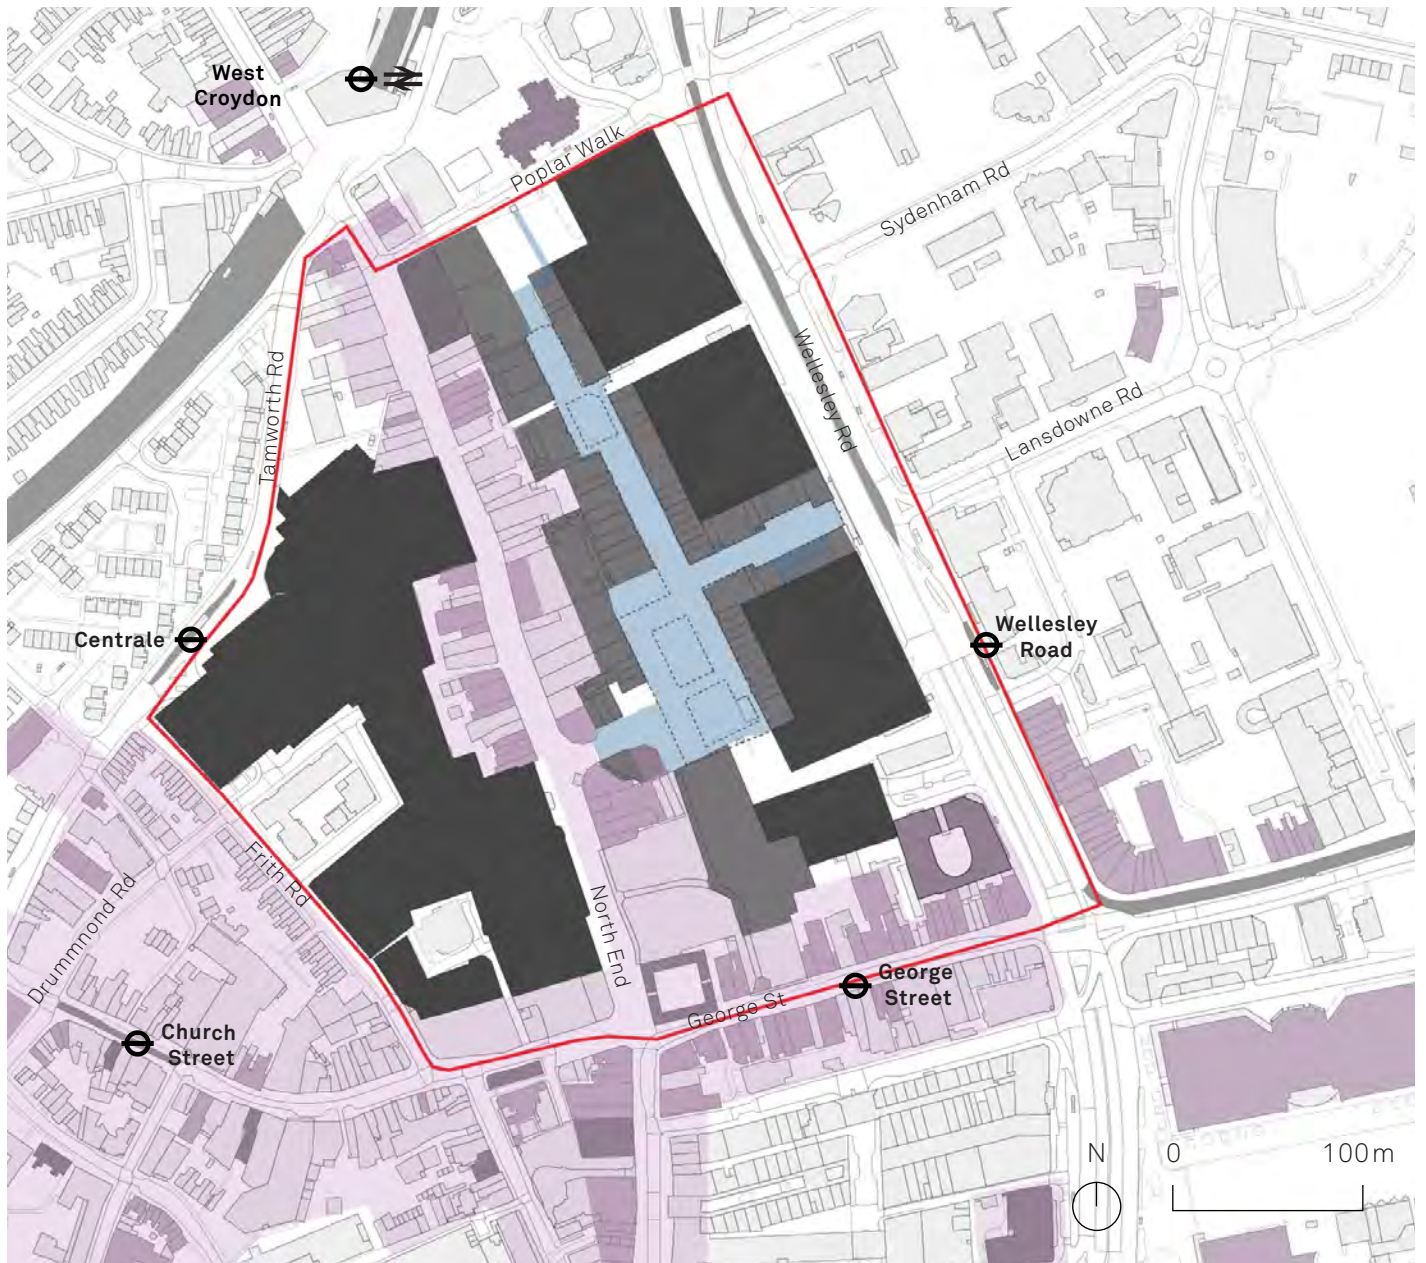 West
Croydon
Poplar Walk
Sydenham Rd
Tamworth Rd
Wellesley Rd
Lansdowne Rd
Centrale
Wellesley
Road
Frith Rd
Drummnond Rd
North End
George
Street
George St
Church
Street
N
0
100m